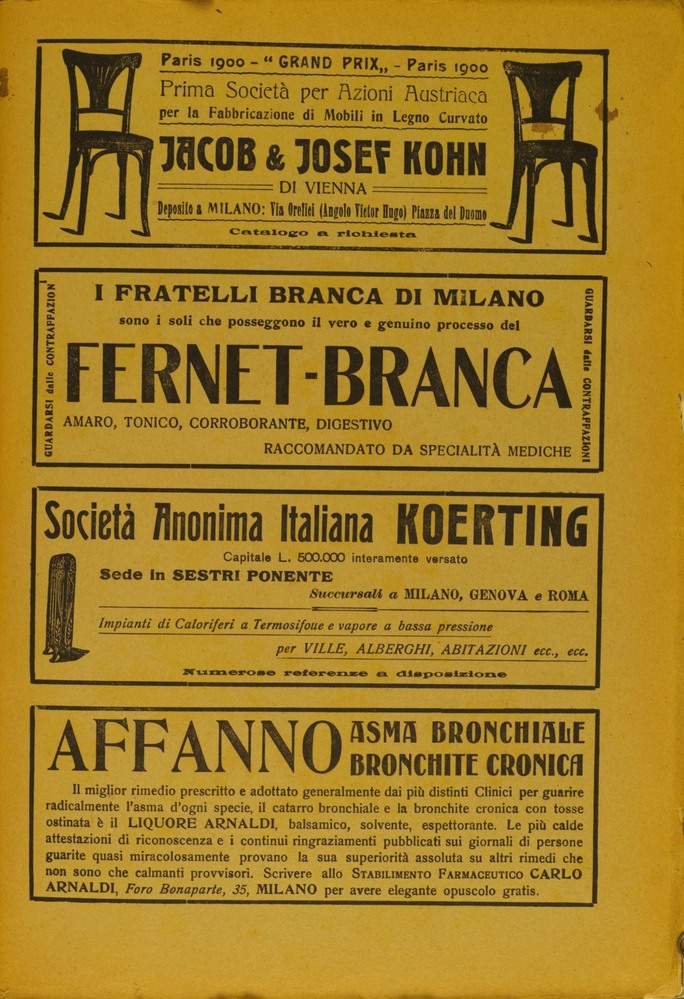 Paris 1900 - “ GRAND PRIX„ - Paris 1900
Prima Società per Azioni Austriaca
per la Fabbricazione di Mobili in Legno Curvato
JACOB & JOSEF KOHN
DI VIENNA
Deposito a MILANO: Via Orefici (Angolo Victor Hugo) Piazza del Duomo
Catalogo a richiesta
GUARDARSI dalle CONTRAFFAZIONI
I FRATELLI BRANCA DI MILANO
sono i soli che posseggono il vero e genuino processo del
FERNET-BRANCA
AMARO, TONICO, CORROBORANTE, DIGESTIVO
RACCOMANDATO DA SPECIALITÀ MEDICHE
GUARDARSI dalle CONTRAFFAZIONI
Società Anonima Italiana KOERTING
Capitale L. 500.000 interamente versato
Sede in SESTRI PONENTE
Succursali a MILANO, GENOVA e ROMA
Impianti di Caloriferi a Termosifoue e vapore a bassa pressione
per VILLE, ALBERGHI, ABITAZIONI ecc., ecc.
Numerose referenze a disposizione
AFFANNO ASMA BRONCHIALE
BRONCHITE CRONICA
Il miglior rimedio prescritto e adottato generalmente dai più distinti Clinici per guarire
radicalmente l'asma d'ogni specie, il catarro bronchiale e la bronchite cronica con tosse
ostinata è il LIQUORE ARNALDI, balsamico, solvente, espettorante. Le più calde
attestazioni di riconoscenza e i continui ringraziamenti pubblicati sui giornali di persone
guarite quasi miracolosamente provano la sua superiorità assoluta su altri rimedi che
non sono che calmanti provvisori. Scrivere allo STABILIMENTO FARMACEUTICO CARLO
ARNALDI, Foro Bonaparte, 35, MILANO per avere elegante opuscolo gratis.